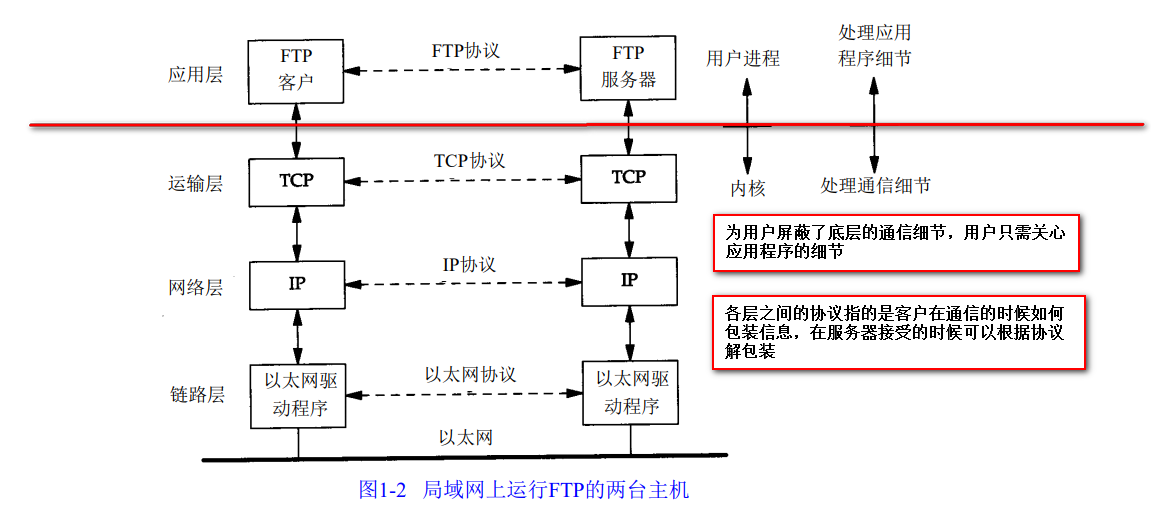 应用层
FTP
客户
FTP协议
FTP
服务器
用户进程
处理应用
程序细节
运输层
TCP
TCP协议
TCP
内核
处理通信细节
为用户屏蔽了底层的通信细节，用户只需关心
应用程序的细节
网络层
IP
IP协议
IP
各层之间的协议指的是客户在通信的时候如何
包装信息，在服务器接受的时候可以根据协议
解包装
链路层
以太网驱
动程序
以太网协议
以太网驱
动程序
以太网
图1-2 局域网上运行FTP的两台主机